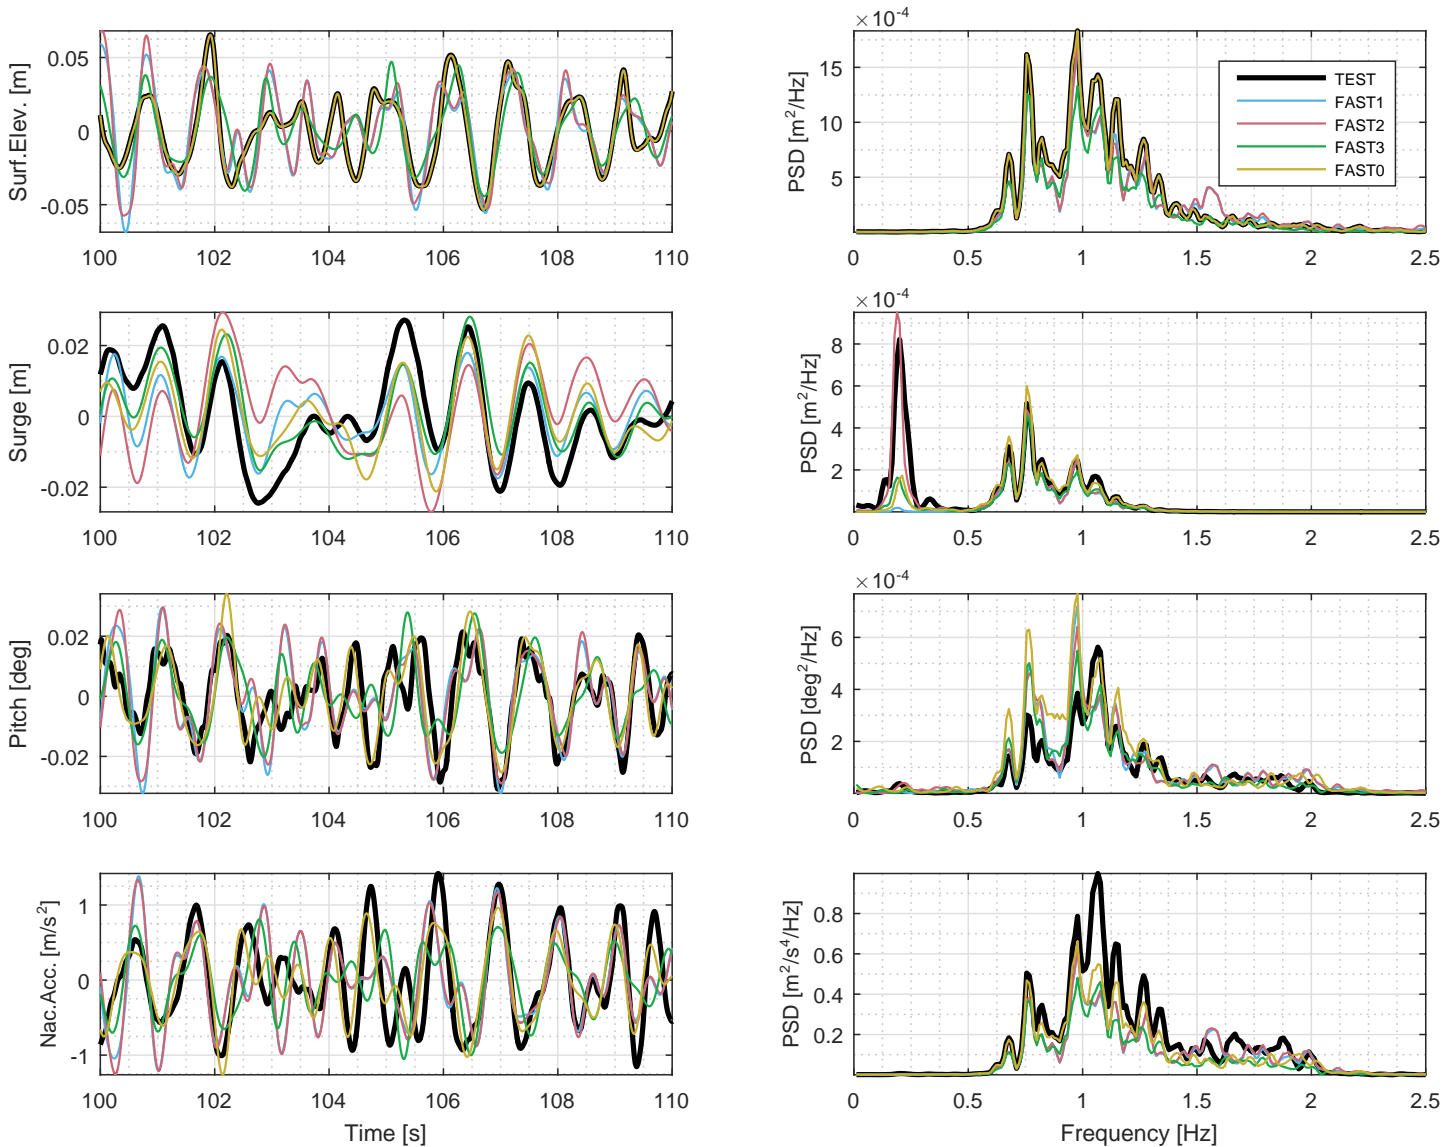 ×10-4
0.05
0
-0.05
Surf.Elev. [m]
100 102 104 106 108 110
15
10
5
PSD [m2/Hz]
TEST
FAST1
FAST2
FAST3
FAST0
0 0.5 1 1.5 2 2.5
×10-4
0.02
0
-0.02
Surge [m]
100 102 104 106 108 110
8
6
4
2
PSD [m2/Hz]
0 0.5 1 1.5 2 2.5
×10-4
0.02
0
-0.02
Pitch [deg]
100 102 104 106 108 110
6
4
2
PSD [deg2/Hz]
0 0.5 1 1.5 2 2.5
1
0
-1
Nac.Acc. [m/s-2]
100 102 104 106 108 110
Time [s]
0.8
0.6
0.4
0.2
PSD [m2/s4/Hz]
0 0.5 1 1.5 2 2.5
Frequency [Hz]